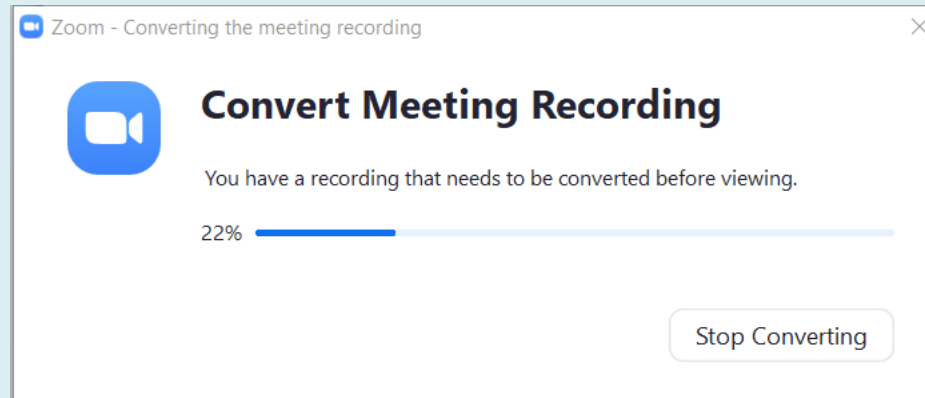 Zoom - Converting the meeting recording
Convert Meeting Recording
You have a recording that needs to be converted before viewing.
22%
Stop Converting